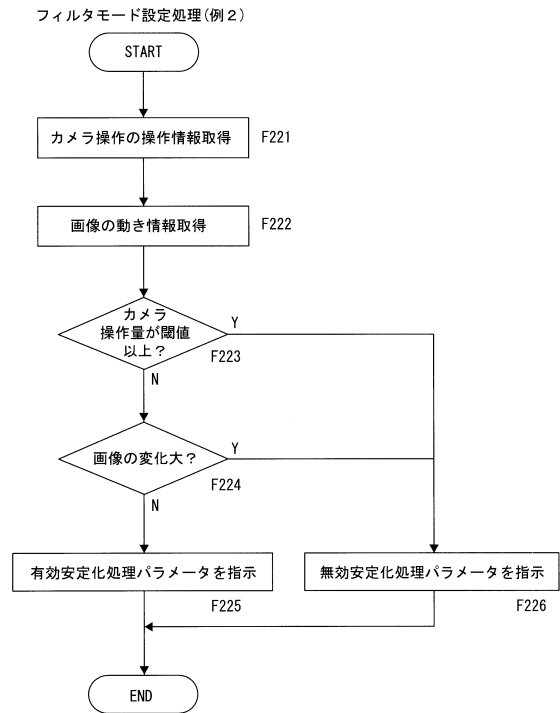 フィルタモード設定処理(例２)
START
カメラ操作の操作情報取得
F221
画像の動き情報取得
F222
カメラ
操作量が閾値
以上？
Y
F223
N
画像の変化大？
Y
F224
N
有効安定化処理パラメータを指示
F225
無効安定化処理パラメータを指示
F226
END